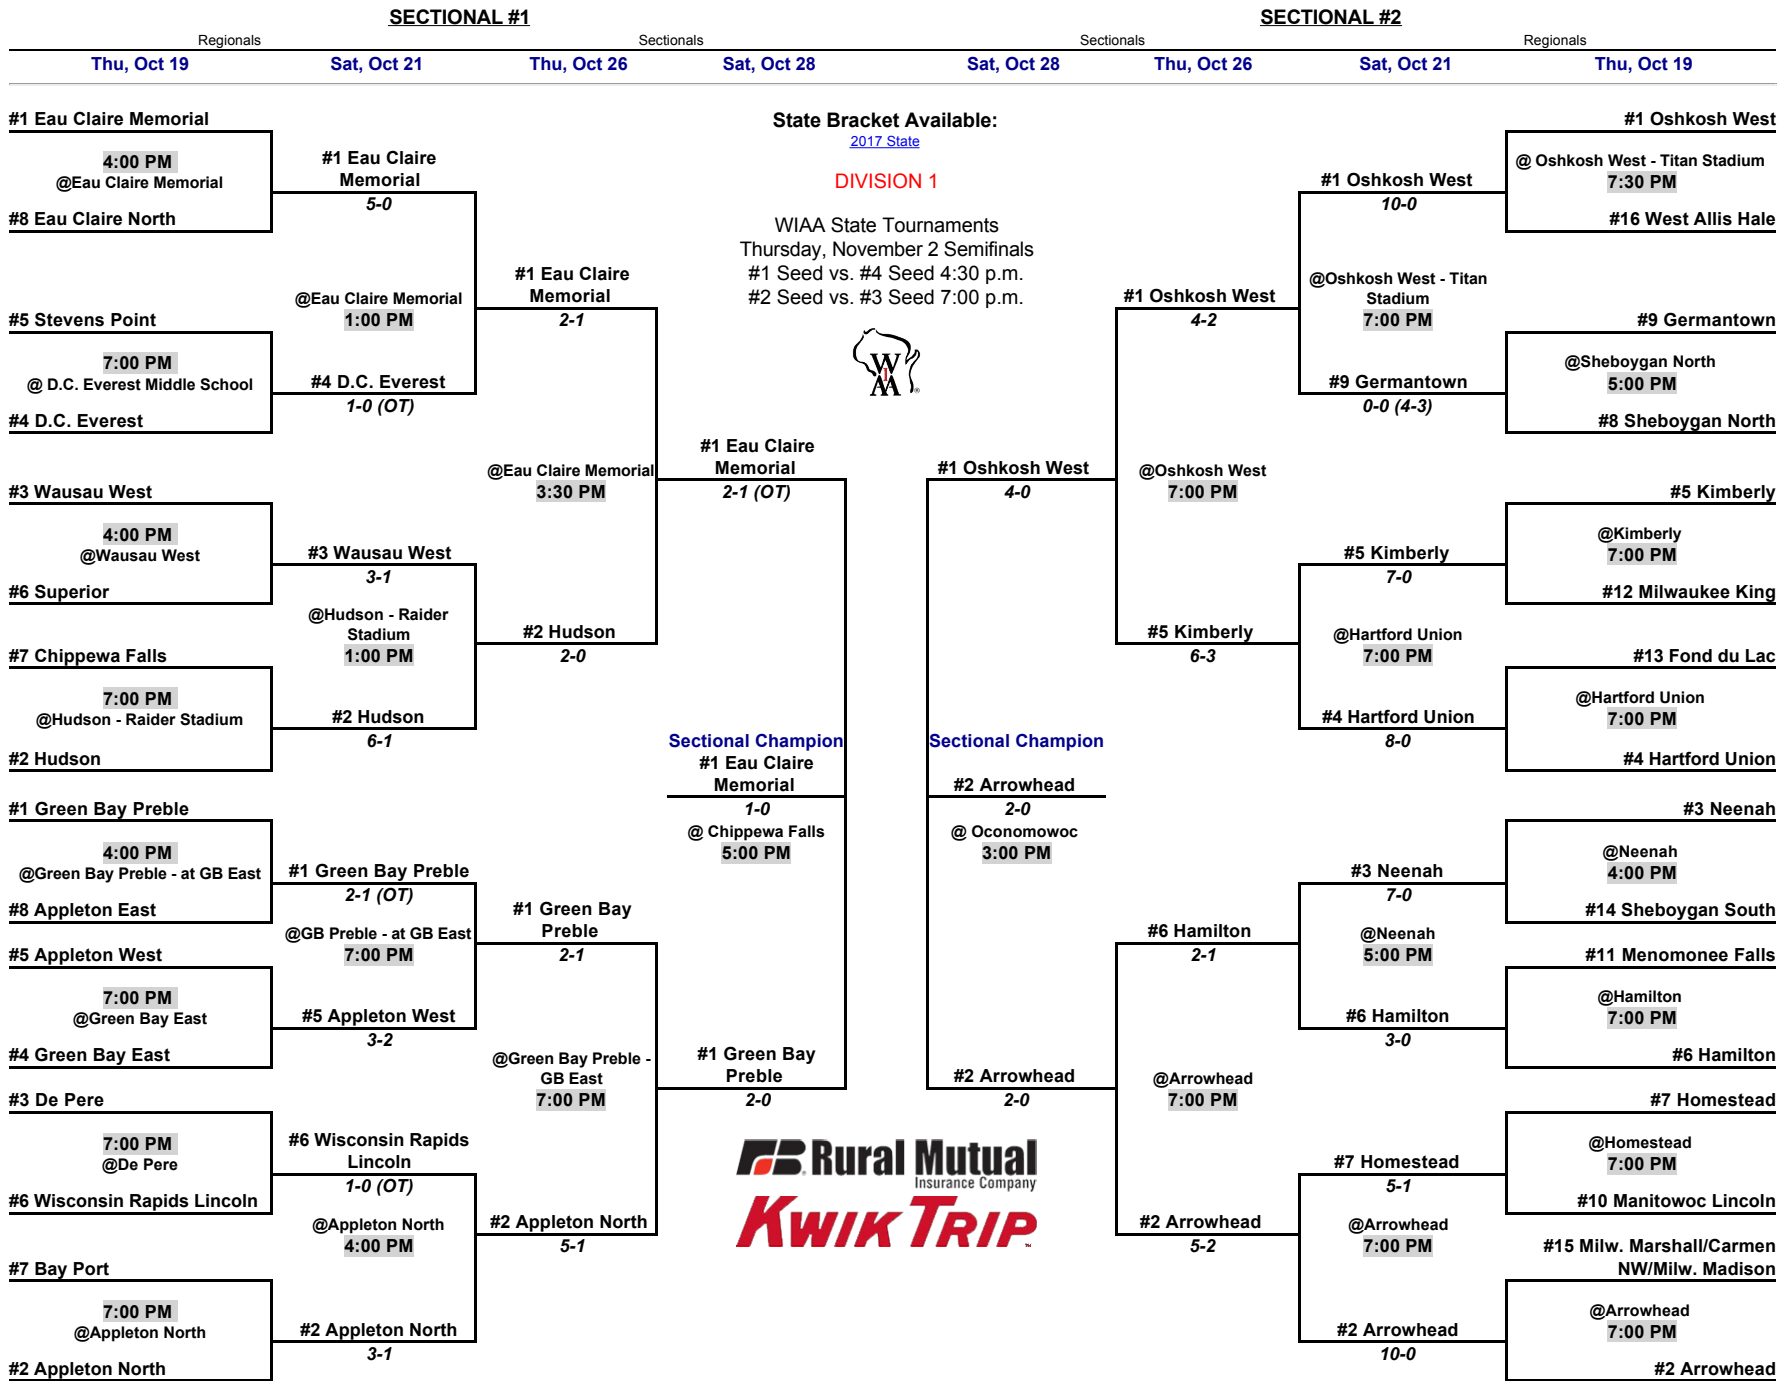 SECTIONAL #1
SECTIONAL #2
Regionals
Sectionals
Sectionals
Regionals
Thu, Oct 19
Sat, Oct 21
Thu, Oct 26
Sat, Oct 28
Sat, Oct 28
Thu, Oct 26
Sat, Oct 21
Thu, Oct 19
#1 Eau Claire Memorial
4:00 PM
@Eau Claire Memorial
#8 Eau Claire North
#5 Stevens Point
7:00 PM
@ D.C. Everest Middle School
#4 D.C. Everest
#3 Wausau West
4:00 PM
@Wausau West
#6 Superior
#7 Chippewa Falls
7:00 PM
@Hudson - Raider Stadium
#2 Hudson
#1 Green Bay Preble
4:00 PM
@Green Bay Preble - at GB East
#8 Appleton East
#5 Appleton West
7:00 PM
@Green Bay East
#4 Green Bay East
#3 De Pere
7:00 PM
@De Pere
#6 Wisconsin Rapids Lincoln
#7 Bay Port
7:00 PM
@Appleton North
#2 Appleton North
#1 Eau Claire
Memorial
5-0
@Eau Claire Memorial
1:00 PM
#4 D.C. Everest
1-0 (OT)
#3 Wausau West
3-1
@Hudson - Raider
Stadium
1:00 PM
#2 Hudson
6-1
#1 Green Bay Preble
2-1 (OT)
@GB Preble - at GB East
7:00 PM
#5 Appleton West
3-2
#6 Wisconsin Rapids
Lincoln
1-0 (OT)
@Appleton North
4:00 PM
#2 Appleton North
3-1
#1 Eau Claire
Memorial
2-1
@Eau Claire Memorial
3:30 PM
#2 Hudson
2-0
#1 Green Bay
Preble
2-1
@Green Bay Preble -
GB East
7:00 PM
#2 Appleton North
5-1
#1 Eau Claire
Memorial
2-1 (OT)
Sectional Champion
#1 Eau Claire
Memorial
1-0
@ Chippewa Falls
5:00 PM
#1 Green Bay
Preble
2-0
State Bracket Available:
2017 State
DIVISION 1
WIAA State Tournaments
Thursday, November 2 Semifinals
#1 Seed vs. #4 Seed 4:30 p.m.
#2 Seed vs. #3 Seed 7:00 p.m.
WIAA
Rural Mutual
Insurance Company
KWIK TRIP
#1 Oshkosh West
4-0
Sectional Champion
#2 Arrowhead
2-0
@ Oconomowoc
3:00 PM
#2 Arrowhead
2-0
#1 Oshkosh West
4-2
@Oshkosh West
7:00 PM
#5 Kimberly
6-3
#6 Hamilton
2-1
@Arrowhead
7:00 PM
#2 Arrowhead
5-2
#1 Oshkosh West
10-0
@Oshkosh West - Titan
Stadium
7:00 PM
#9 Germantown
0-0 (4-3)
#5 Kimberly
7-0
@Hartford Union
7:00 PM
#4 Hartford Union
8-0
#3 Neenah
7-0
@Neenah
5:00 PM
#6 Hamilton
3-0
#7 Homestead
5-1
@Arrowhead
7:00 PM
#2 Arrowhead
10-0
#1 Oshkosh West
@ Oshkosh West - Titan Stadium
7:30 PM
#16 West Allis Hale
#9 Germantown
@Sheboygan North
5:00 PM
#8 Sheboygan North
#5 Kimberly
@Kimberly
7:00 PM
#12 Milwaukee King
#13 Fond du Lac
@Hartford Union
7:00 PM
#4 Hartford Union
#3 Neenah
@Neenah
4:00 PM
#14 Sheboygan South
#11 Menomonee Falls
@Hamilton
7:00 PM
#6 Hamilton
#7 Homestead
@Homestead
7:00 PM
#10 Manitowoc Lincoln
#15 Milw. Marshall/Carmen
NW/Milw. Madison
@Arrowhead
7:00 PM
#2 Arrowhead